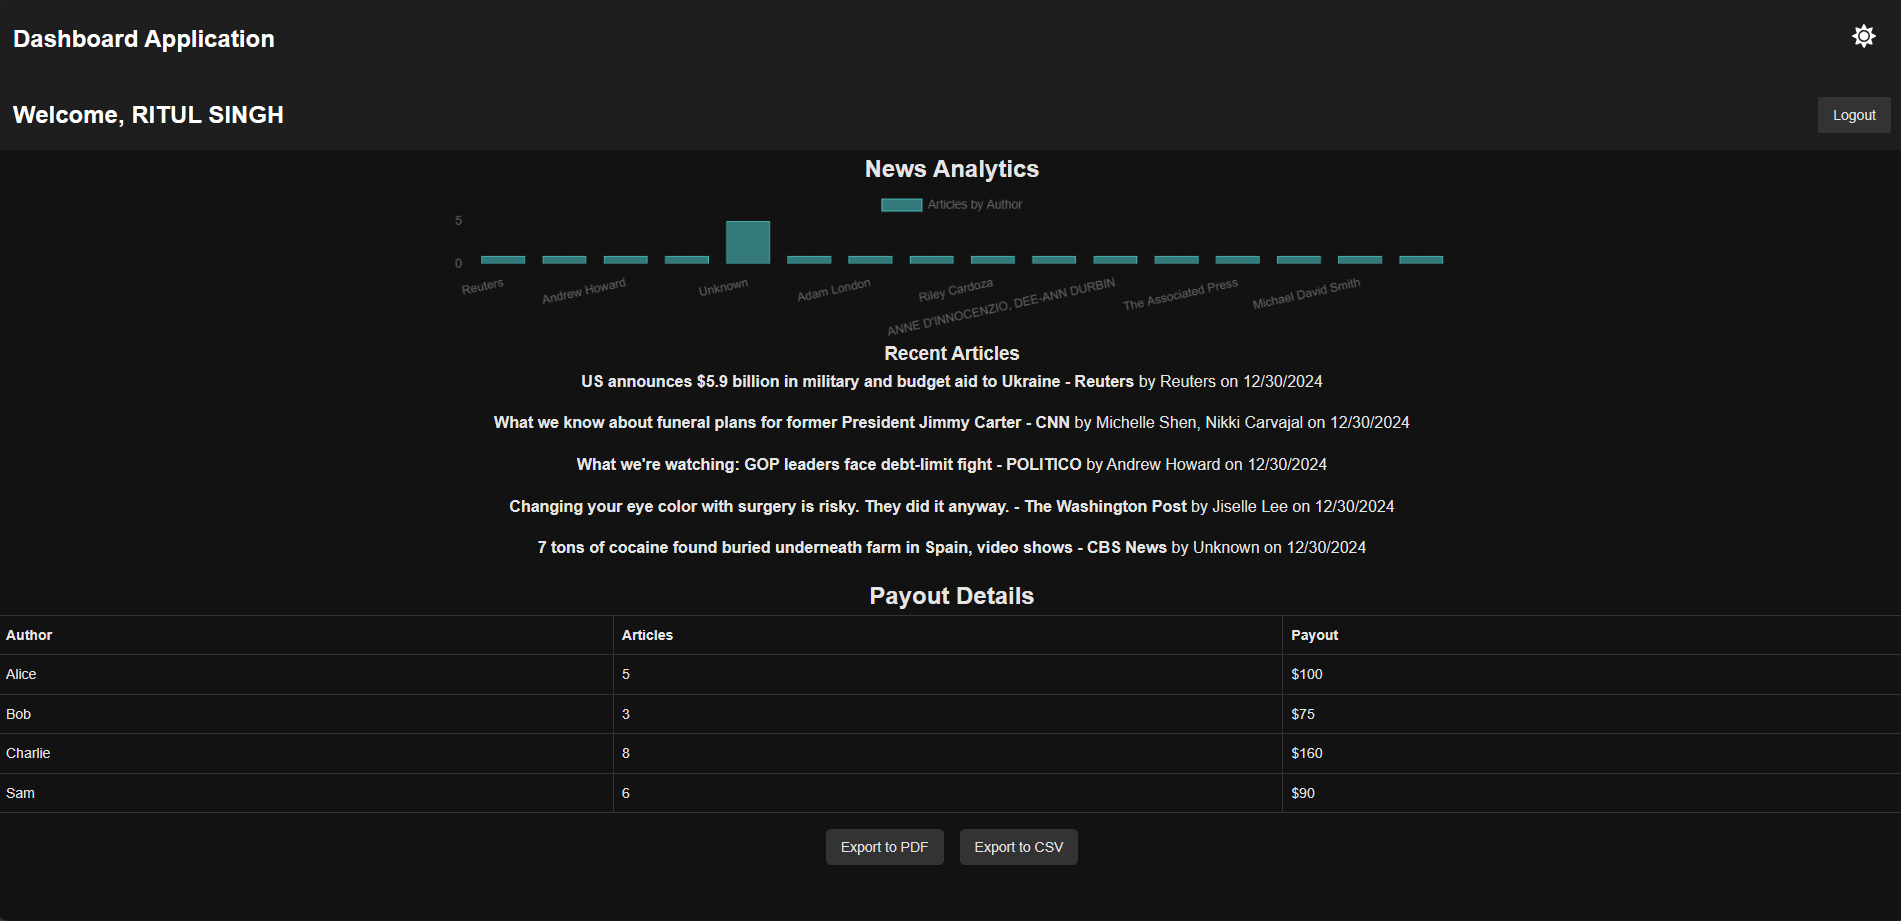 Dashboard Application
Welcome, RITUL SINGH
Logout
News Analytics
Articles by Author
5
0
Reuters
Andrew Howard
Unknown
Adam London
Riley Cardoza
ANNE D'INNOCENZIO, DEE-ANN DURBIN
The Associated Press
Michael David Smith
Recent Articles
US announces $5.9 billion in military and budget aid to Ukraine - Reuters by Reuters on 12/30/2024
What we know about funeral plans for former President Jimmy Carter - CNN by Michelle Shen, Nikki Carvajal on 12/30/2024
What we're watching: GOP leaders face debt-limit fight - POLITICO by Andrew Howard on 12/30/2024
Changing your eye color with surgery is risky. They did it anyway. - The Washington Post by Jiselle Lee on 12/30/2024
7 tons of cocaine found buried underneath farm in Spain, video shows - CBS News by Unknown on 12/30/2024
Payout Details
Author Articles Payout
Alice 5 $100
Bob 3 $75
Charlie 8 $160
Sam 6 $90
Export to PDF Export to CSV